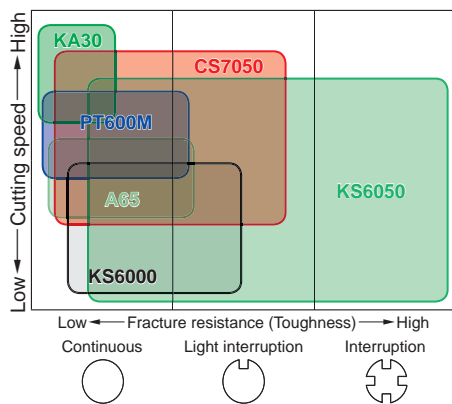 High
KA30
CS7050
PT600M
Cutting speed
KS6050
A65
KS6000
Low
Low Fracture resistance (Toughness) High
Continuous Light interruption Interruption